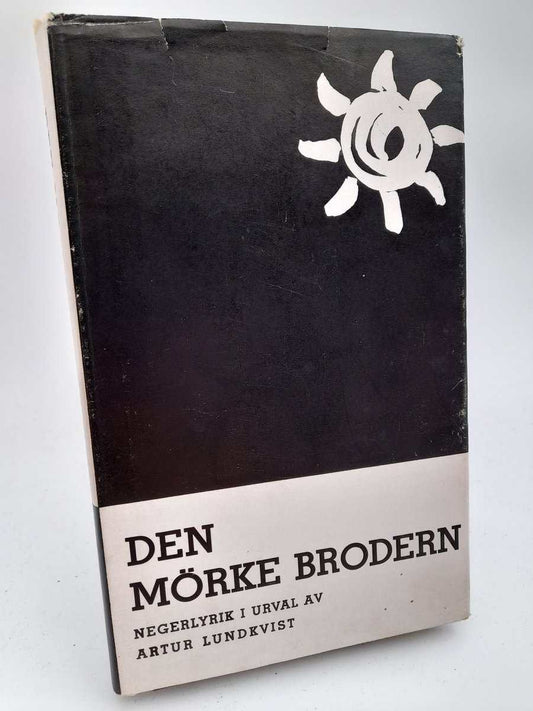 DEN
MÖRKE BRODERN
NEGERLYRIK I URVAL AV
ARTUR LUNDKVIST